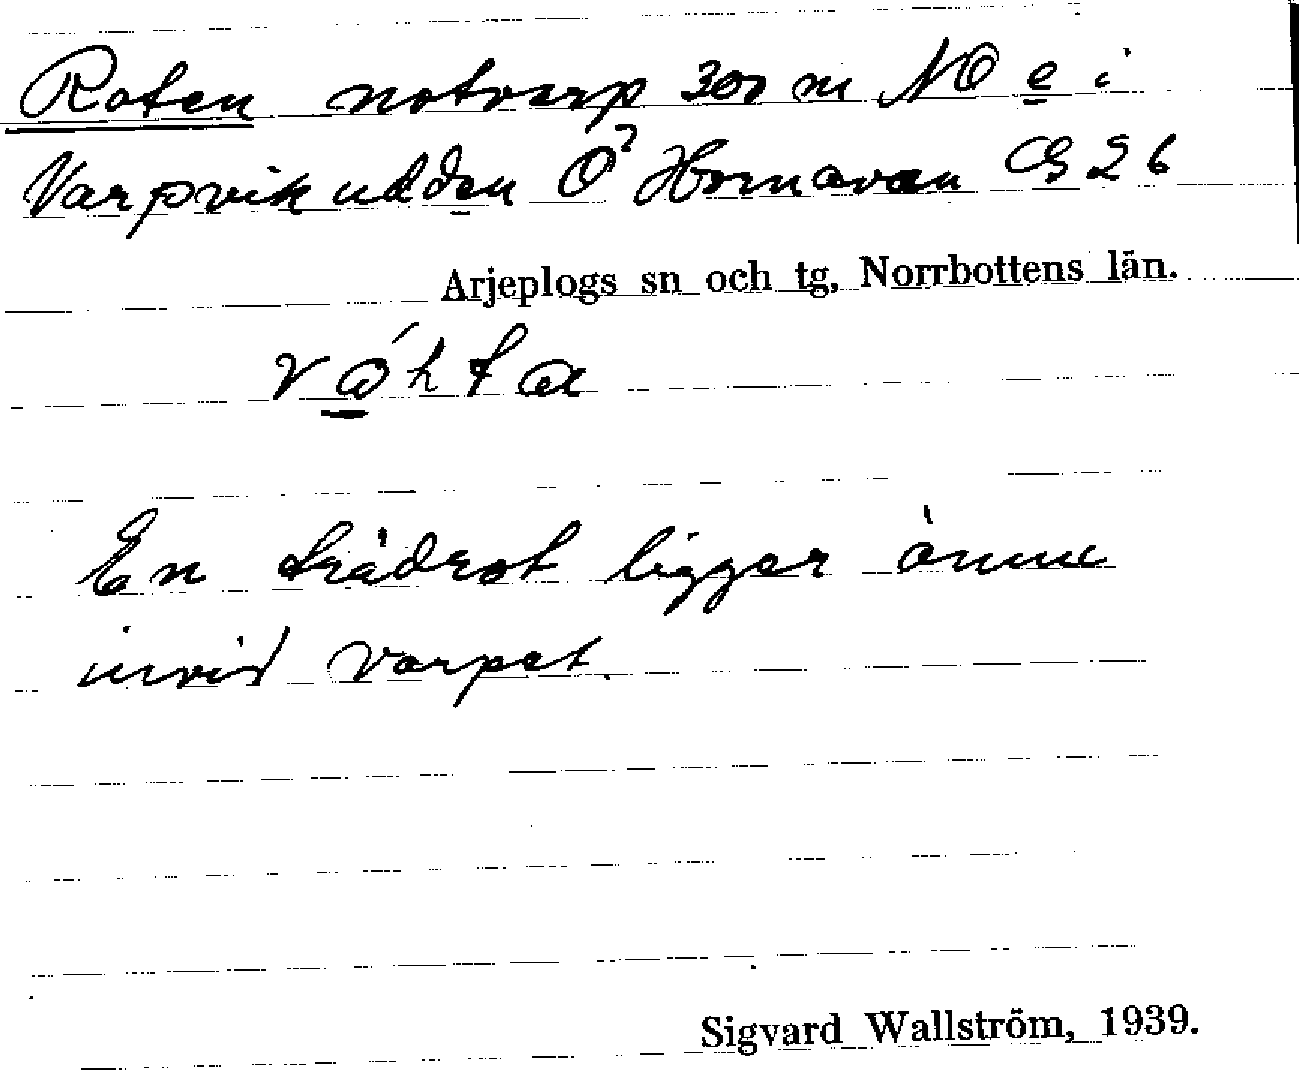 Roten notvarp 300 m NO e i
Varpvikudden Ö Hornavan G 26
Arjeplogs sn och tg, Norrbottens län.
En trädrot ligger ännu
invid varpet.
Sigvard Wallström, 1939.